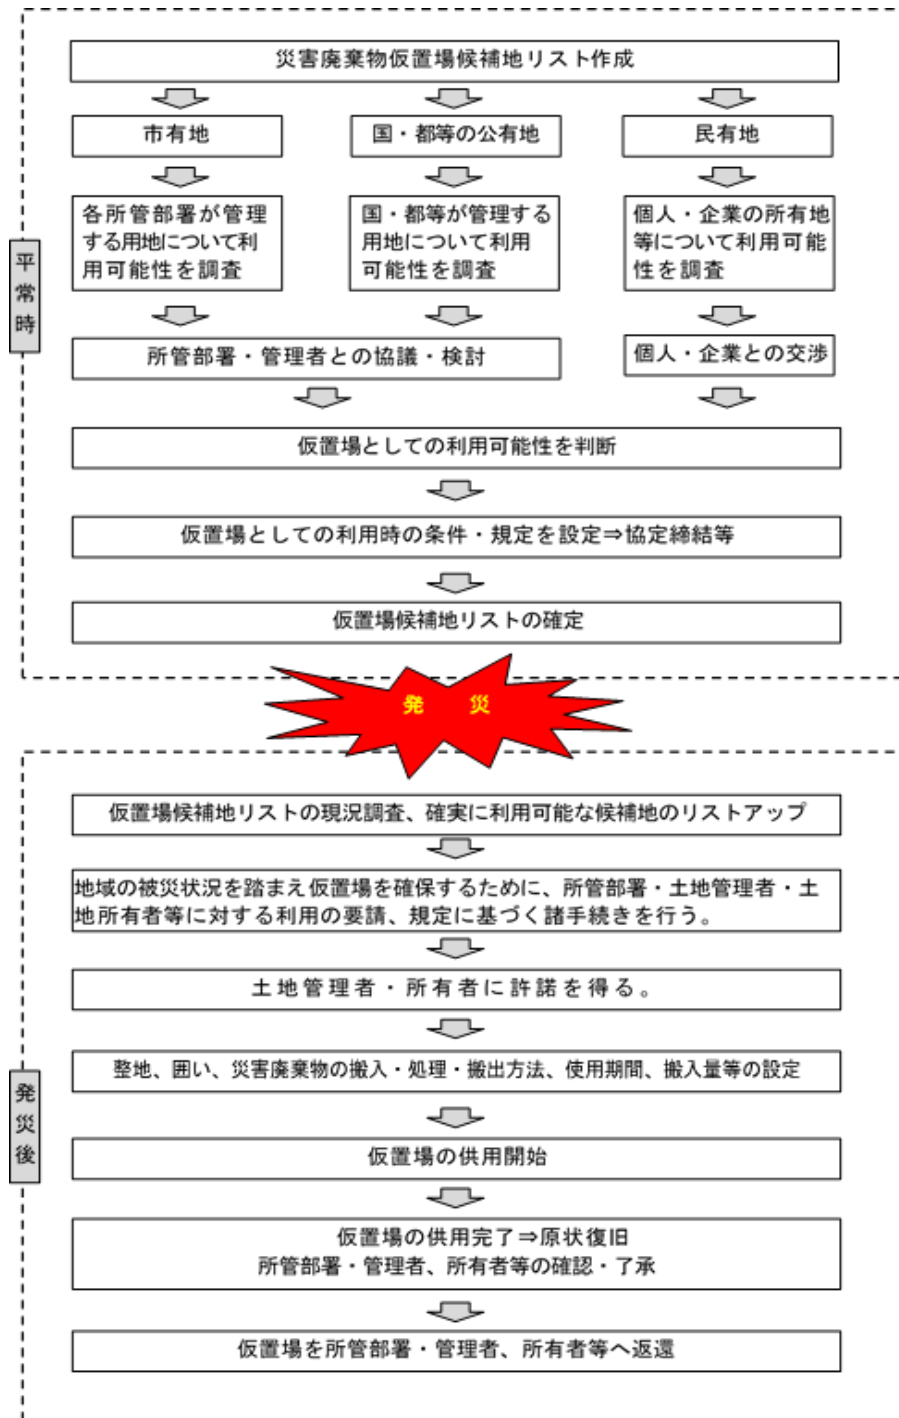 災害廃棄物仮置場候補地リスト作成
市有地
国・都等の公有地
民有地
各所管部署が管理
する用地について利
用可能性を調査
国・都等が管理する
用地について利用
可能性を調査
個人・企業の所有地
等について利用可能
性を調査
平常時
所管部署・管理者との協議・検討
個人・企業との交渉
仮置場としての利用可能性を判断
仮置場としての利用時の条件・規定を設定⇒協定締結等
仮置場候補地リストの確定
発 災
仮置場候補地リストの現況調査、確実に利用可能な候補地のリストアップ
地域の被災状況を踏まえ仮置場を確保するために、所管部署・土地管理者・土
地所有者等に対する利用の要請、規定に基づく諸手続きを行う。
土地管理者・所有者に許諾を得る。
整地、囲い、災害廃棄物の搬入・処理・搬出方法、使用期間、搬入量等の設定
発災後
仮置場の供用開始
仮置場の供用完了⇒原状復旧
所管部署・管理者、所有者等の確認・了承
仮置場を所管部署・管理者、所有者等へ返還